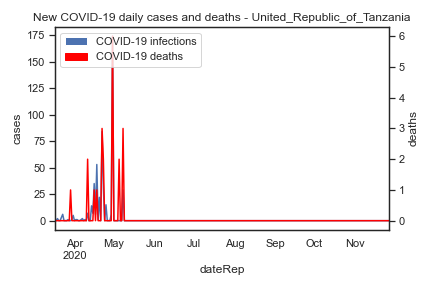 New COVID-19 daily cases and deaths - United_Republic_of_Tanzania
COVID-19 infections
COVID-19 deaths
175
150
125
100
75
50
25
0
cases
6
5
4
3
2
1
0
deaths
Apr May Jun Jul Aug Sep Oct Nov
2020
dateRep